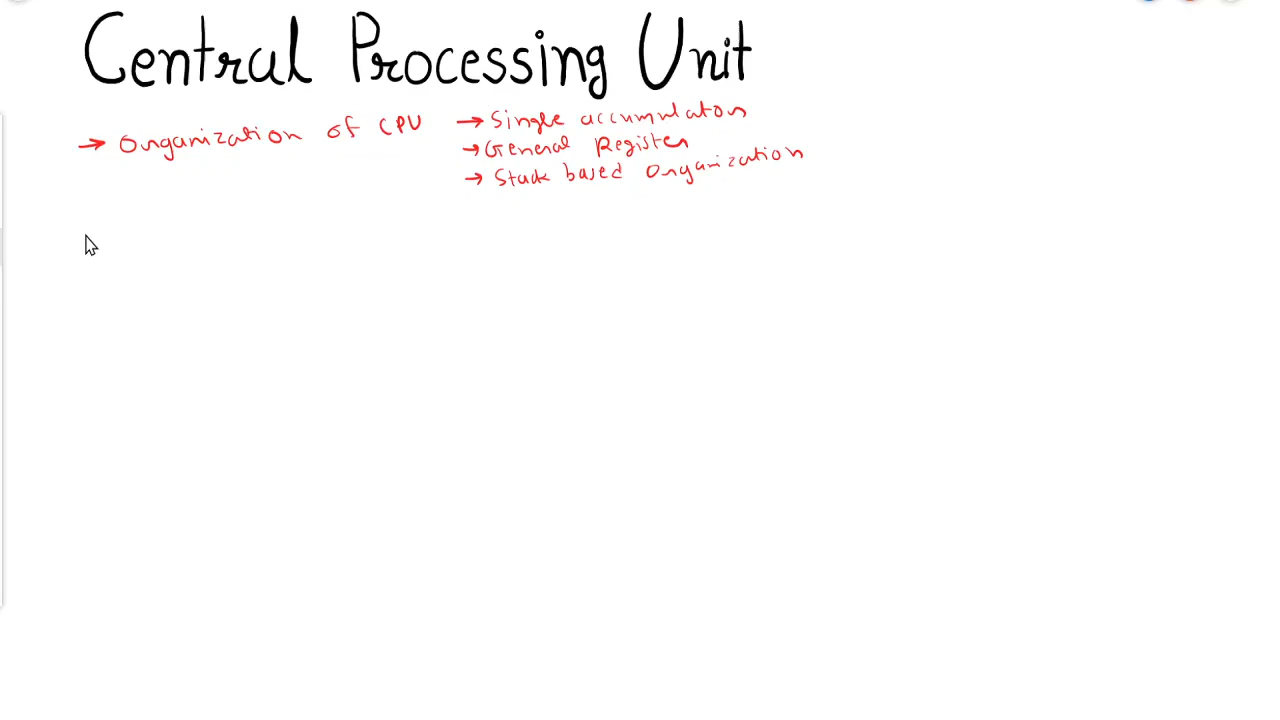 Central Processing Unit
→ Organization of CPU → Single accumulator
→ General Register
→ Stack based Organization